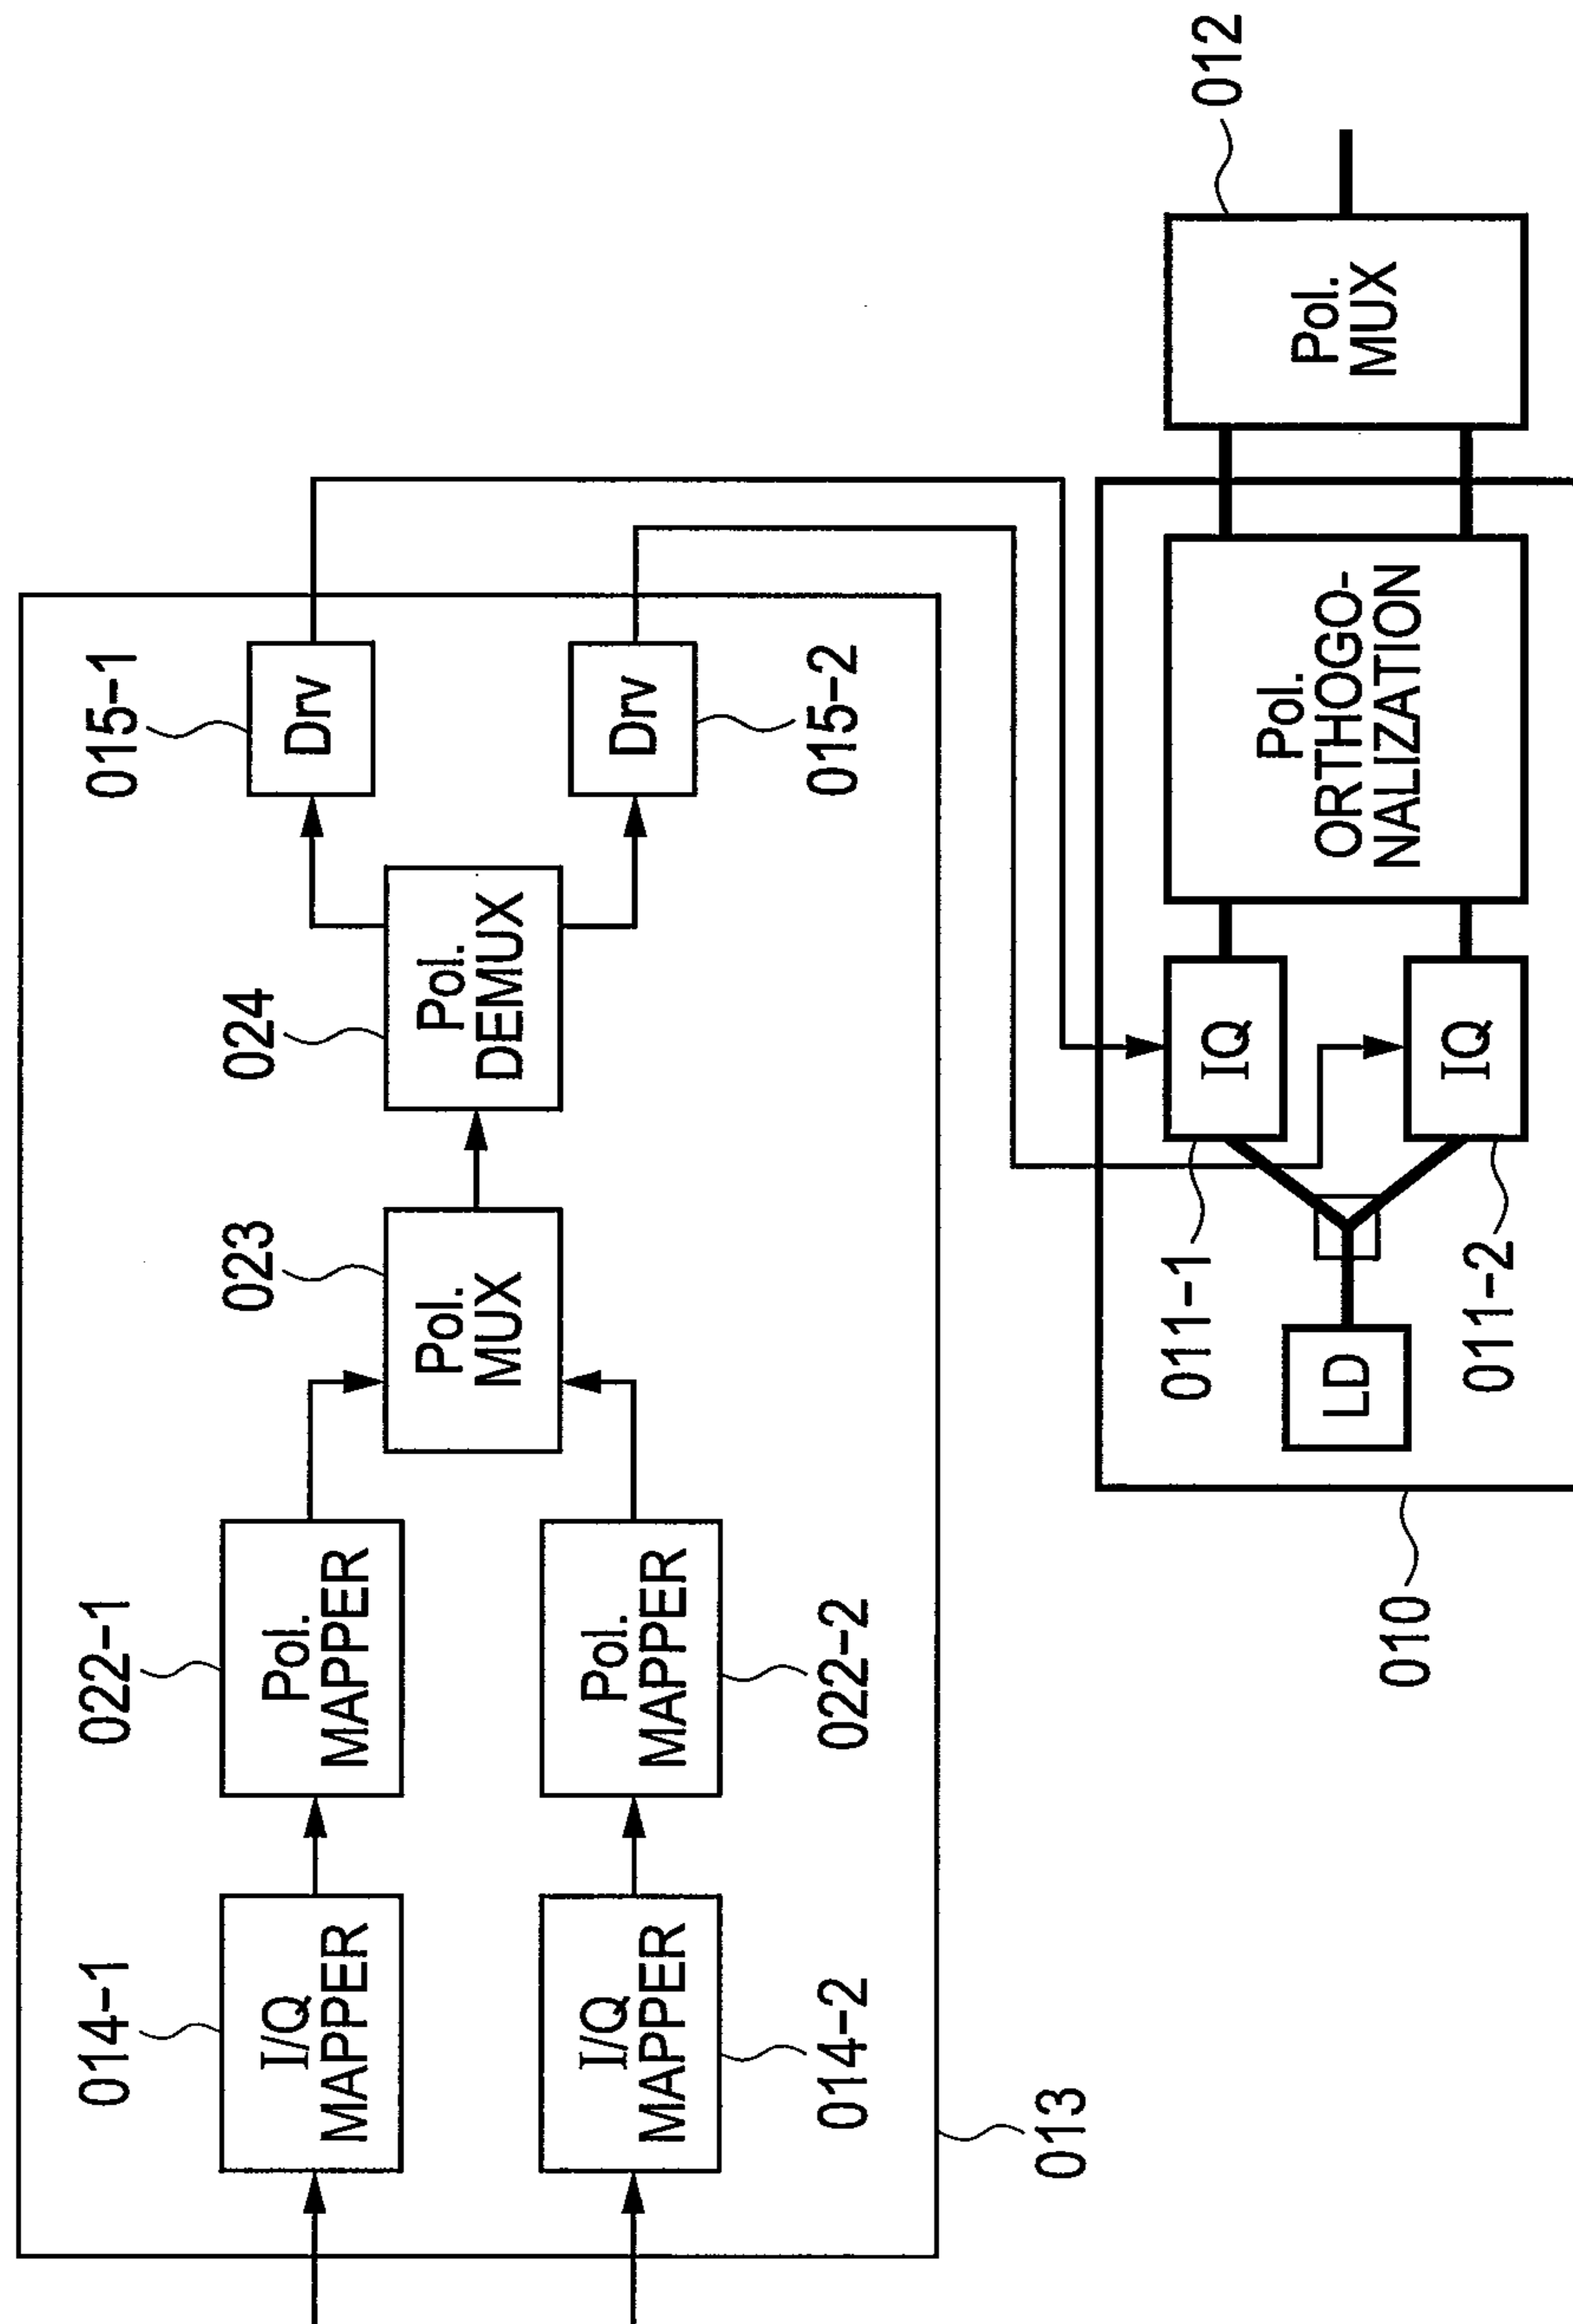 014-1
I/Q
MAPPER
022-1
Pol.
MAPPER
014-2
I/Q
MAPPER
022-2
Pol.
MAPPER
023
Pol.
MUX
024
Pol.
DEMUX
015-1
Drv
015-2
Drv
013
010
LD
011-1
IQ
011-2
IQ
Pol.
ORTHOGO-
NALIZATION
012
Pol.
MUX